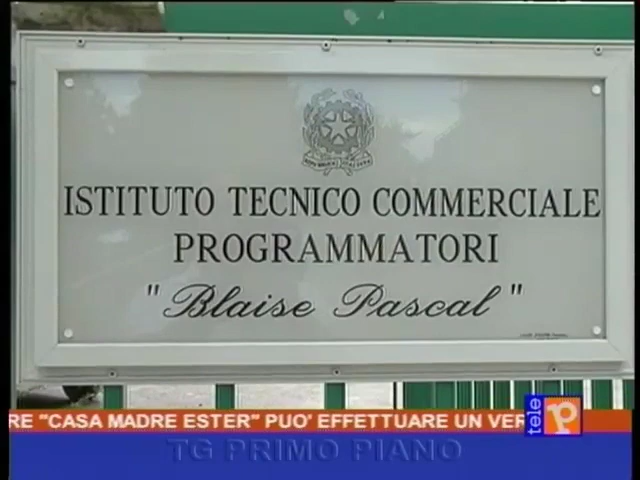 ISTITUTO TECNICO COMMERCIALE
PROGRAMMATORI
"Blaise Pascal"
RE "CASA MADRE ESTER" PUO' EFFETTUARE UN VER
tele p
TG PRIMO PIANO